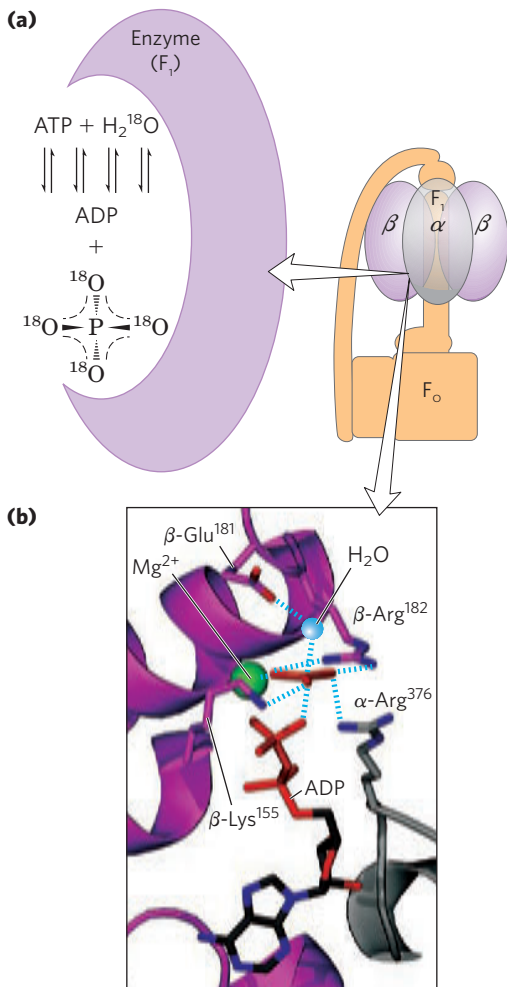 (a)
Enzyme
(F₁)
ATP + H₂¹⁸O
ADP
+
¹⁸O
¹⁸O P ¹⁸O
¹⁸O
F₁
β α β
Fₒ
(b)
β-Glu¹⁸¹
Mg²⁺
H₂O
β-Arg¹⁸²
α-Arg³⁷⁶
ADP
β-Lys¹⁵⁵